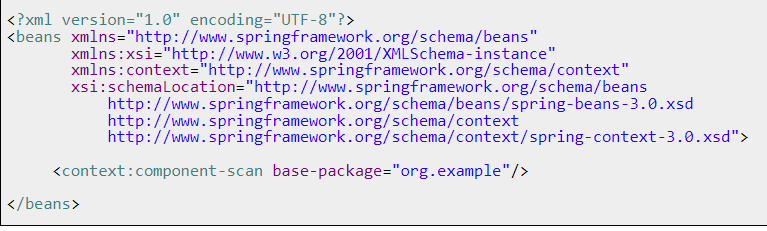 <?xml version="1.0" encoding="UTF-8"?>
<beans xmlns="http://www.springframework.org/schema/beans"
xmlns:xsi="http://www.w3.org/2001/XMLSchema-instance"
xmlns:context="http://www.springframework.org/schema/context"
xsi:schemaLocation="http://www.springframework.org/schema/beans
http://www.springframework.org/schema/beans/spring-beans-3.0.xsd
http://www.springframework.org/schema/context
http://www.springframework.org/schema/context/spring-context-3.0.xsd">
<context:component-scan base-package="org.example"/>
</beans>